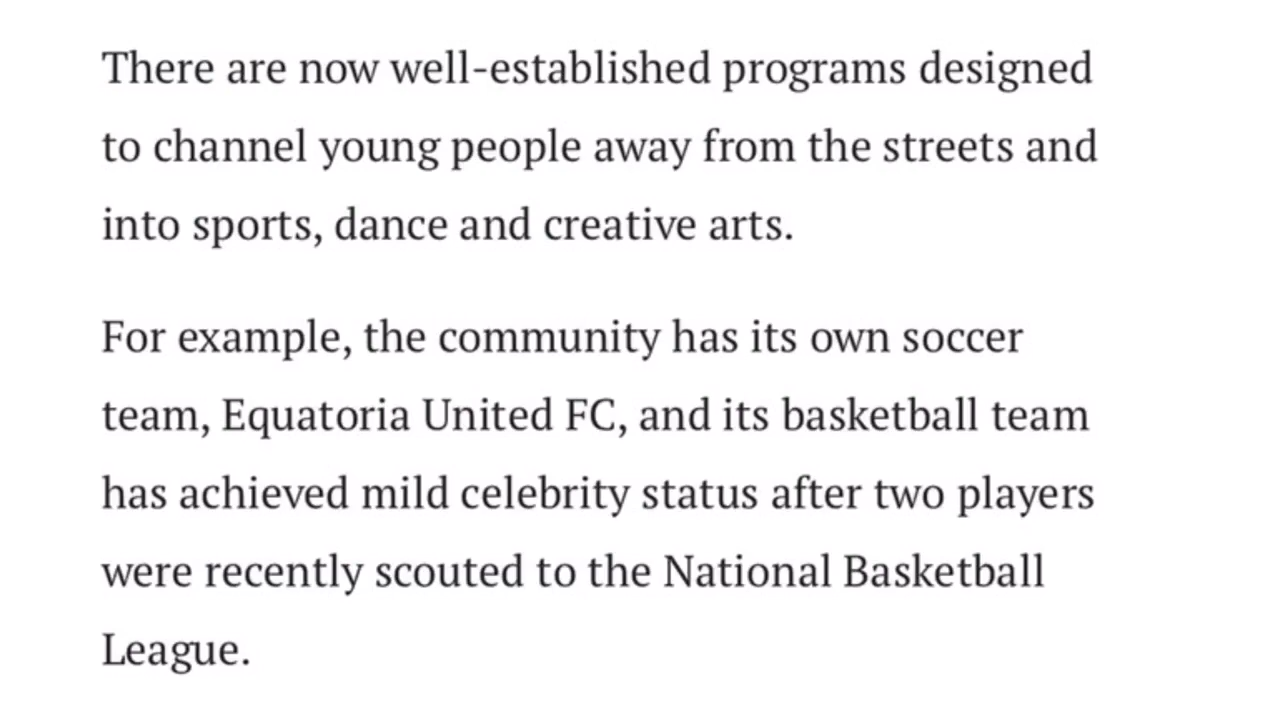 There are now well-established programs designed
to channel young people away from the streets and
into sports, dance and creative arts.
For example, the community has its own soccer
team, Equatoria United FC, and its basketball team
has achieved mild celebrity status after two players
were recently scouted to the National Basketball
League.